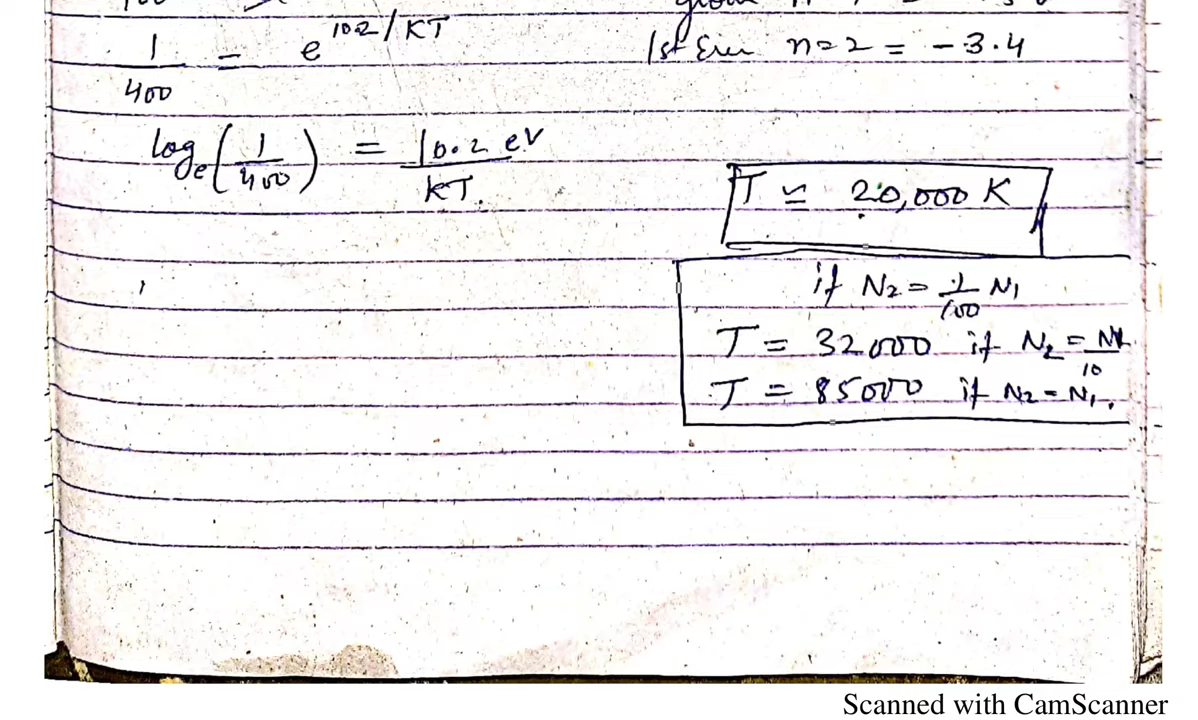 1/400 = e^10.2/KT
1st Exc n=2 = -3.4
log_e (1/400) = 10.2 eV / KT.
T ≃ 20,000 K
if N2 = 1/100 N1
T = 32000 if N2 = N1/10
T = 85000 if N2 = N1.
Scanned with CamScanner